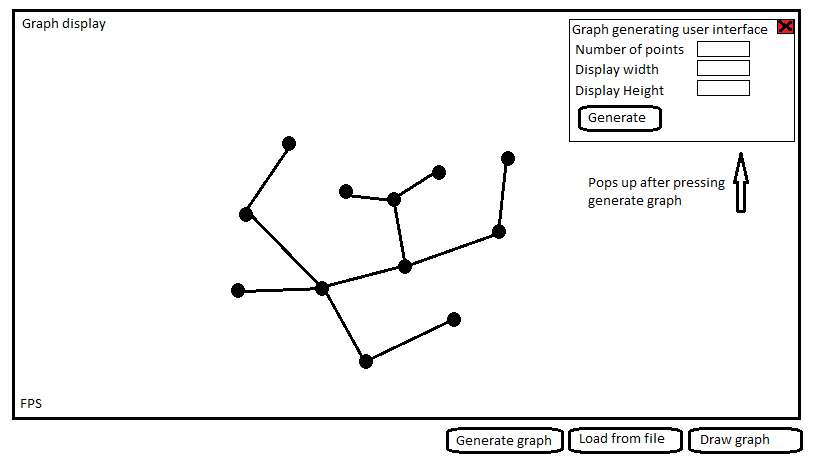 Graph display
Graph generating user interface
Number of points
Display width
Display Height
Generate
Pops up after pressing
generate graph
FPS
Generate graph
Load from file
Draw graph